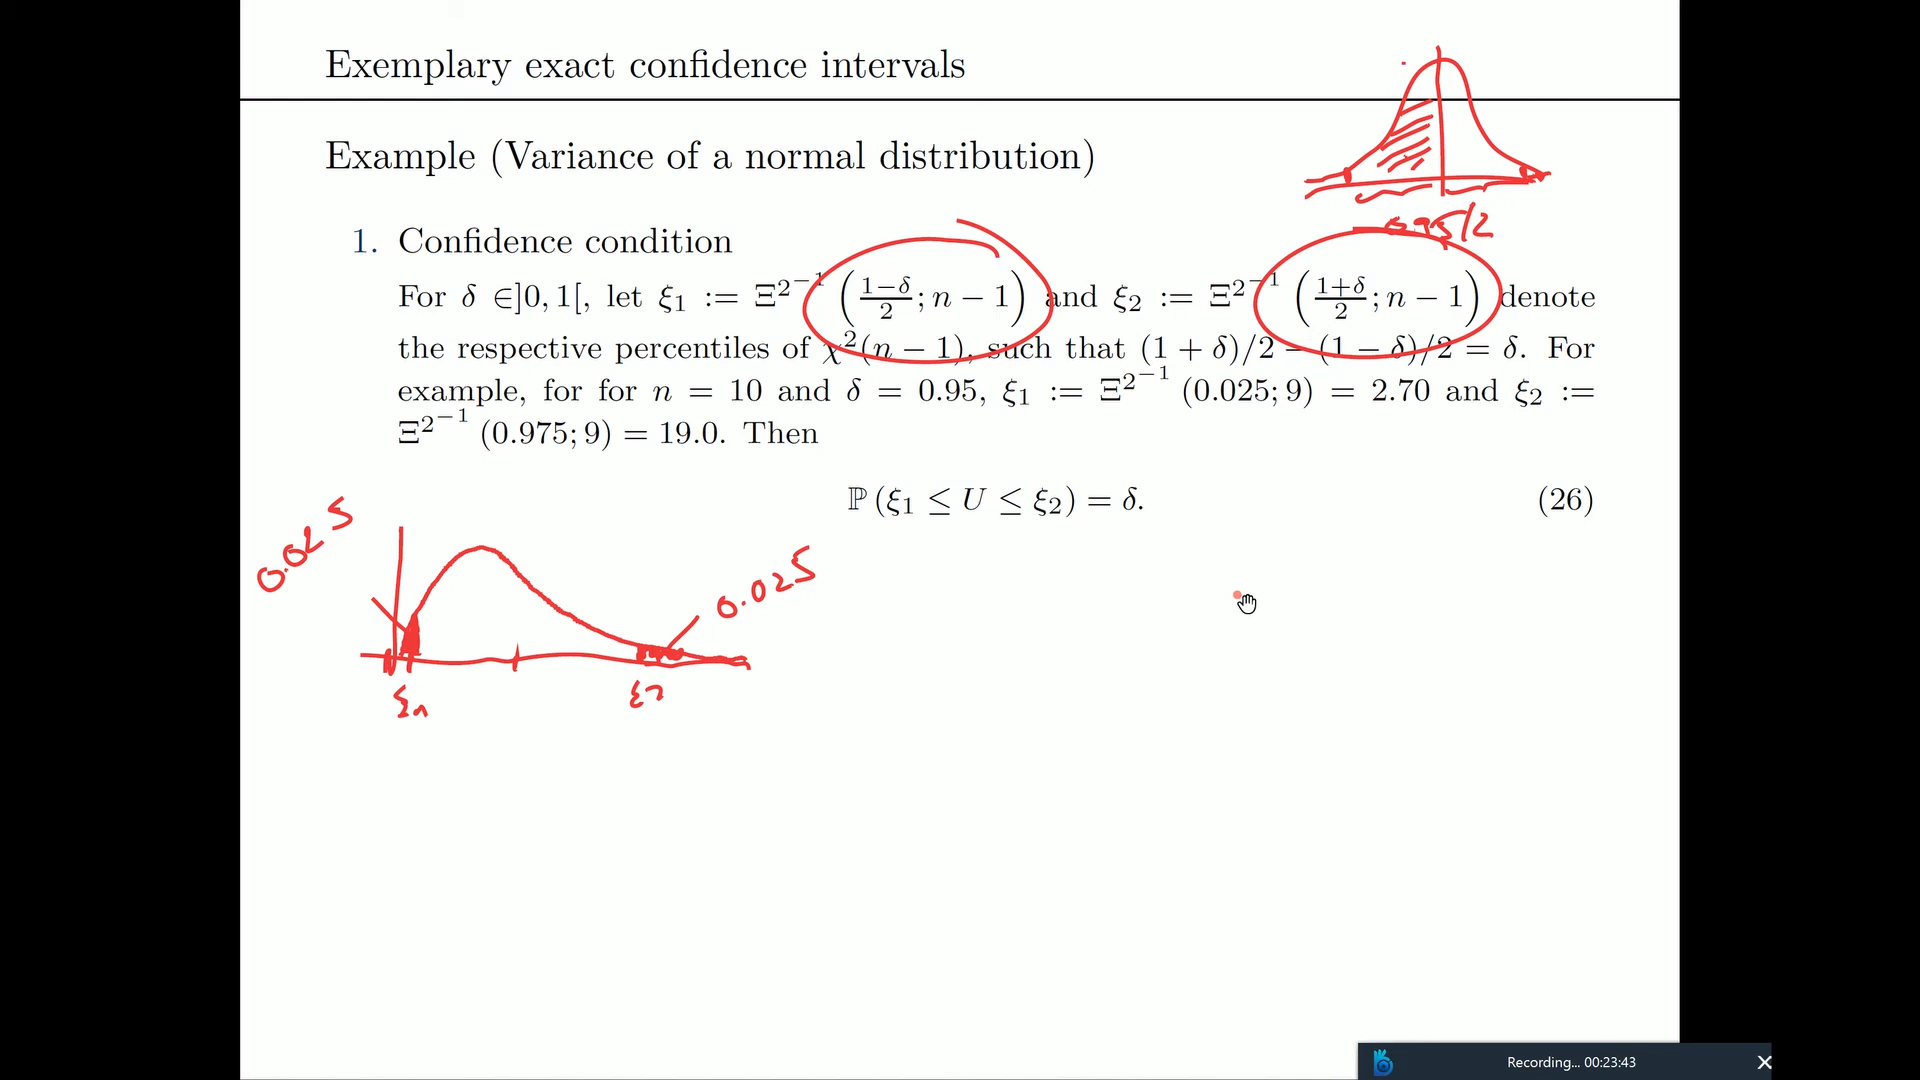 Exemplary exact confidence intervals
Example (Variance of a normal distribution)
0.95/2
1. Confidence condition
For δ ∈]0, 1[, let ξ₁ := Ξ²⁻¹ (1−δ/2; n − 1) and ξ₂ := Ξ²⁻¹ (1+δ/2; n − 1) denote
the respective percentiles of χ²(n − 1), such that (1 + δ)/2 − (1 − δ)/2 = δ. For
example, for for n = 10 and δ = 0.95, ξ₁ := Ξ²⁻¹ (0.025; 9) = 2.70 and ξ₂ :=
Ξ²⁻¹ (0.975; 9) = 19.0. Then
ℙ (ξ₁ ≤ U ≤ ξ₂) = δ. (26)
0.025
0.025
ξ₁
ξ₂
Recording... 00:23:43